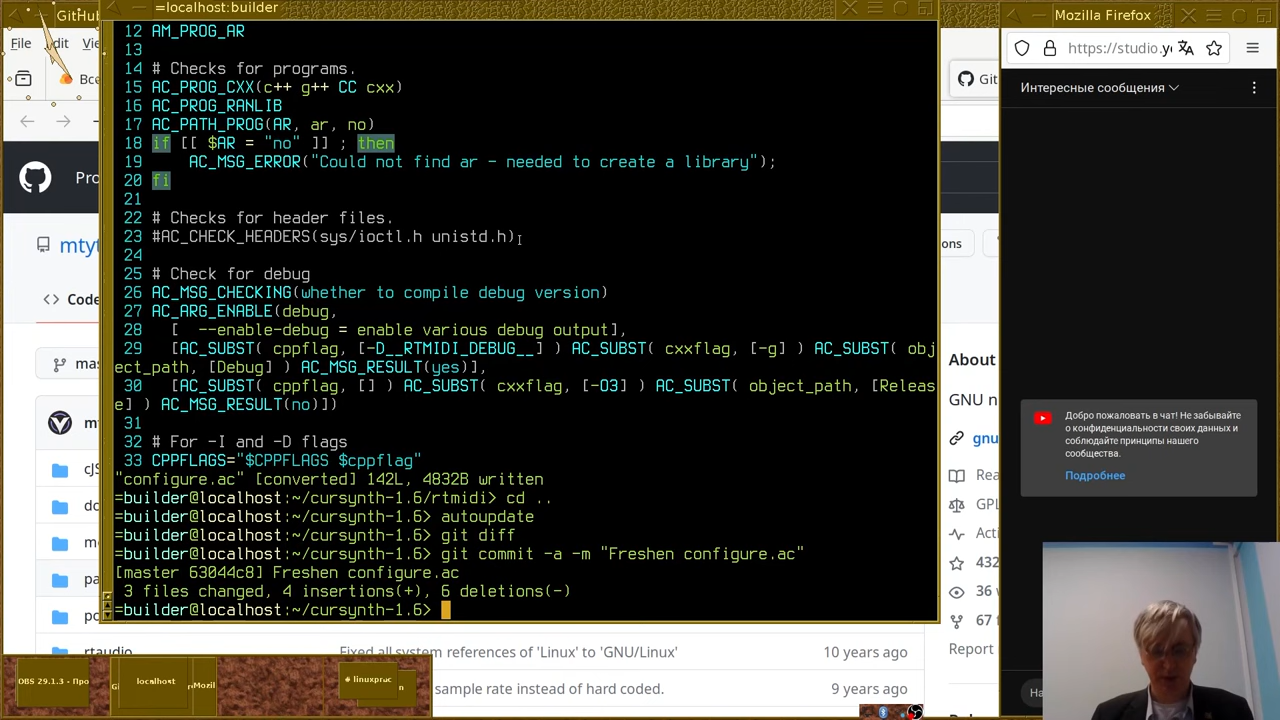 GitHub
=localhost:builder
Mozilla Firefox
File
dit
Vie
https://studio.y
Все
Git
Интересные сообщения
Pro
mtyt
ons
Code
mas
About
GNU n
gnu
Rea
GPL
Acti
432
36 w
67 f
Report
12 AM_PROG_AR
13
14 # Checks for programs.
15 AC_PROG_CXX(c++ g++ CC cxx)
16 AC_PROG_RANLIB
17 AC_PATH_PROG(AR, ar, no)
18 if [[ $AR = "no" ]] ; then
19     AC_MSG_ERROR("Could not find ar - needed to create a library");
20 fi
21
22 # Checks for header files.
23 #AC_CHECK_HEADERS(sys/ioctl.h unistd.h)
24
25 # Check for debug
26 AC_MSG_CHECKING(whether to compile debug version)
27 AC_ARG_ENABLE(debug,
28   [  --enable-debug = enable various debug output],
29   [AC_SUBST( cppflag, [-D__RTMIDI_DEBUG__] ) AC_SUBST( cxxflag, [-g] ) AC_SUBST( obj
ect_path, [Debug] ) AC_MSG_RESULT(yes)],
30   [AC_SUBST( cppflag, [] ) AC_SUBST( cxxflag, [-O3] ) AC_SUBST( object_path, [Releas
e] ) AC_MSG_RESULT(no)])
31
32 # For -I and -D flags
33 CPPFLAGS="$CPPFLAGS $cppflag"
"configure.ac" [converted] 142L, 4832B written
=builder@localhost:~/cursynth-1.6/rtmidi> cd ..
=builder@localhost:~/cursynth-1.6> autoupdate
=builder@localhost:~/cursynth-1.6> git diff
=builder@localhost:~/cursynth-1.6> git commit -a -m "Freshen configure.ac"
[master 63044c8] Freshen configure.ac
 3 files changed, 4 insertions(+), 6 deletions(-)
=builder@localhost:~/cursynth-1.6>
mt
cJS
do
m4
pa
po
rtaudio
Fixed all system references of 'Linux' to 'GNU/Linux'
10 years ago
sample rate instead of hard coded.
9 years ago
Добро пожаловать в чат! Не забывайте
о конфиденциальности своих данных и
соблюдайте принципы нашего
сообщества.
Подробнее
На
OBS 29.1.3 - Про
localhost
Mozil
linuxprac